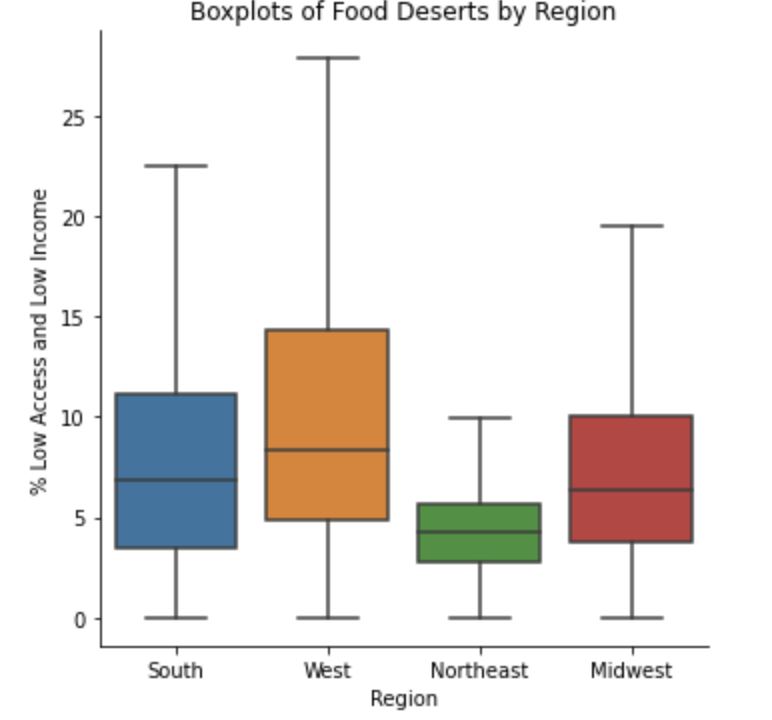 Boxplots of Food Deserts by Region
% Low Access and Low Income
25
20
15
10
5
0
South West Northeast Midwest
Region